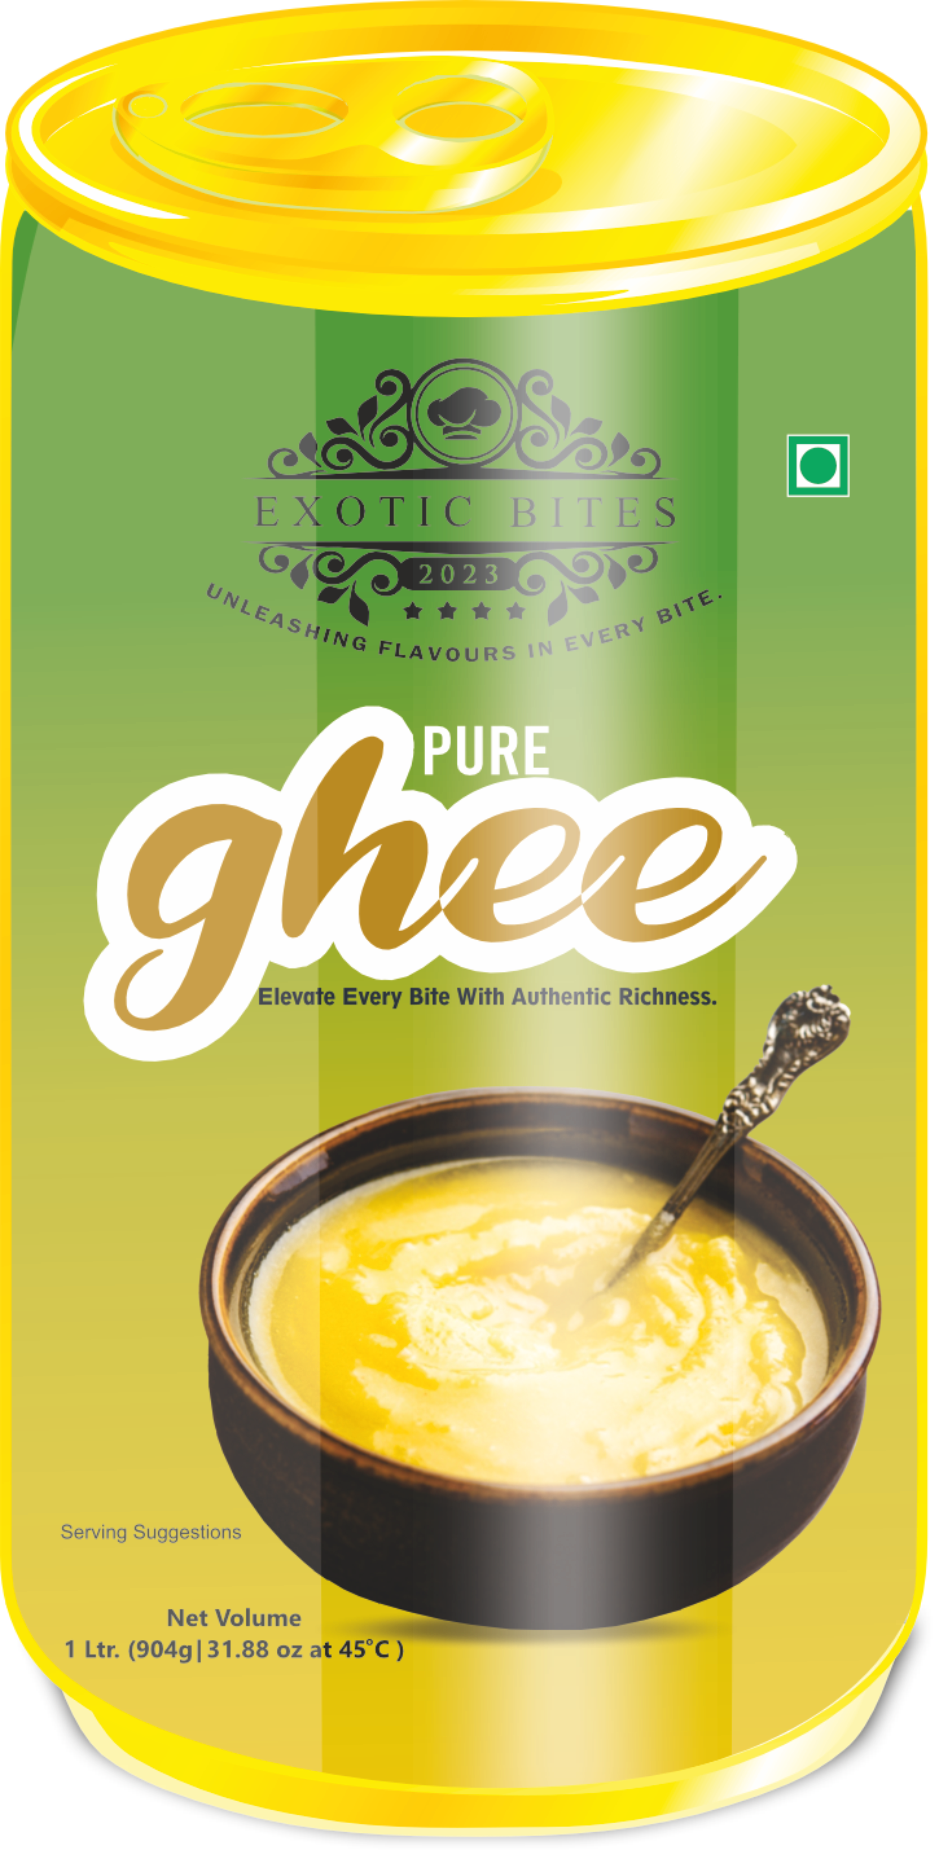 EXOTIC BITES
2023
UNLEASHING FLAVOURS IN EVERY BITE.
PURE
ghee
Elevate Every Bite With Authentic Richness.
Serving Suggestions
Net Volume
1 Ltr. (904g|31.88 oz at 45°C )